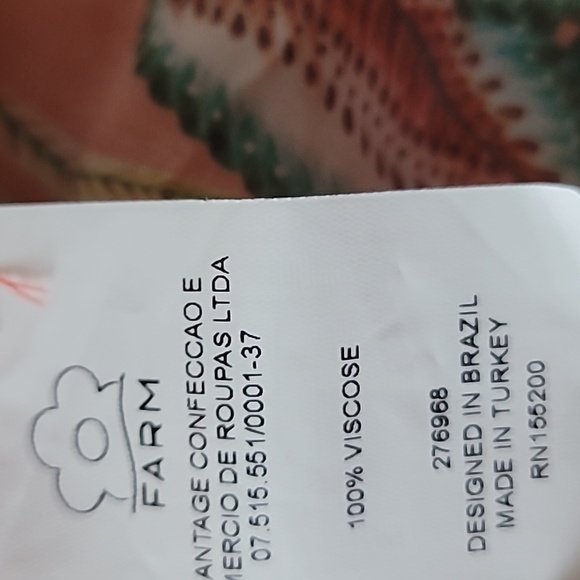 FARM
ANTAGE CONFECCAO E
MERCIO DE ROUPAS LTDA
07.515.551/0001-37
100% VISCOSE
276968
DESIGNED IN BRAZIL
MADE IN TURKEY
RN155200